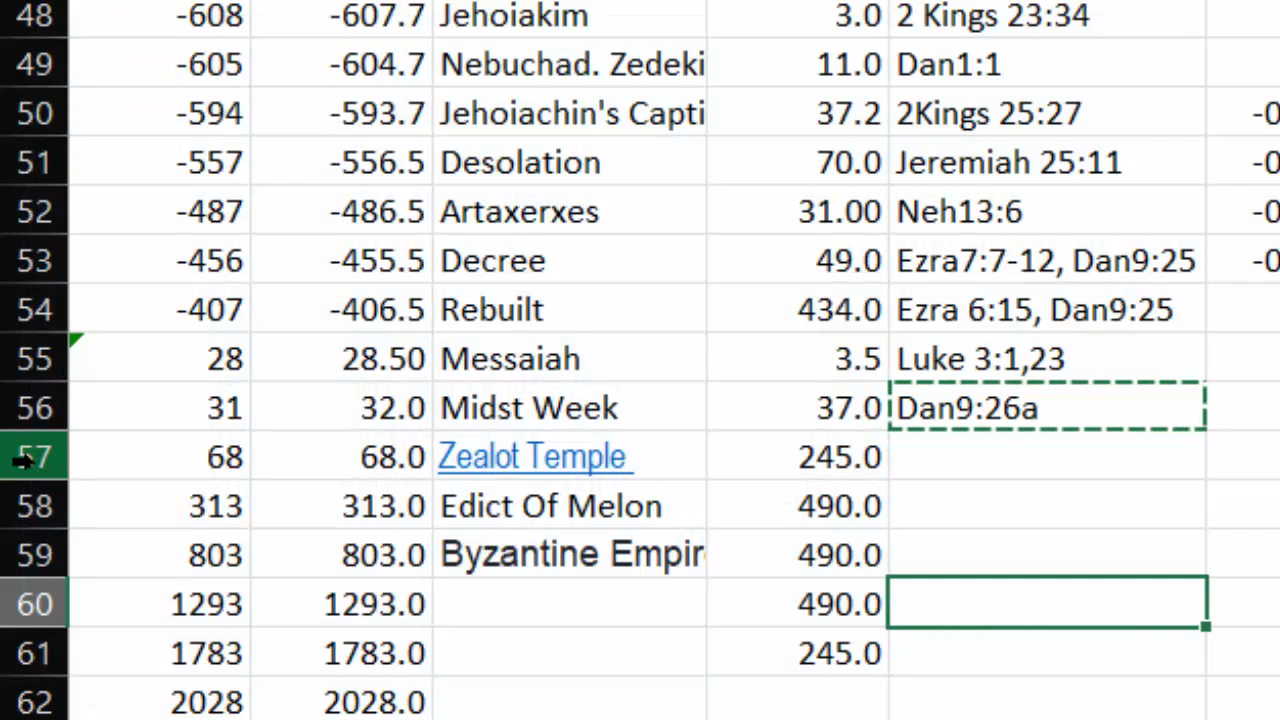 48 -608 -607.7 Jehoiakim 3.0 2 Kings 23:34
49 -605 -604.7 Nebuchad. Zedeki 11.0 Dan1:1
50 -594 -593.7 Jehoiachin's Capti 37.2 2Kings 25:27 -0
51 -557 -556.5 Desolation 70.0 Jeremiah 25:11 -0
52 -487 -486.5 Artaxerxes 31.00 Neh13:6 -0
53 -456 -455.5 Decree 49.0 Ezra7:7-12, Dan9:25 -0
54 -407 -406.5 Rebuilt 434.0 Ezra 6:15, Dan9:25
55 28 28.50 Messaiah 3.5 Luke 3:1,23
56 31 32.0 Midst Week 37.0 Dan9:26a
57 68 68.0 Zealot Temple 245.0
58 313 313.0 Edict Of Melon 490.0
59 803 803.0 Byzantine Empir 490.0
60 1293 1293.0 490.0
61 1783 1783.0 245.0
62 2028 2028.0